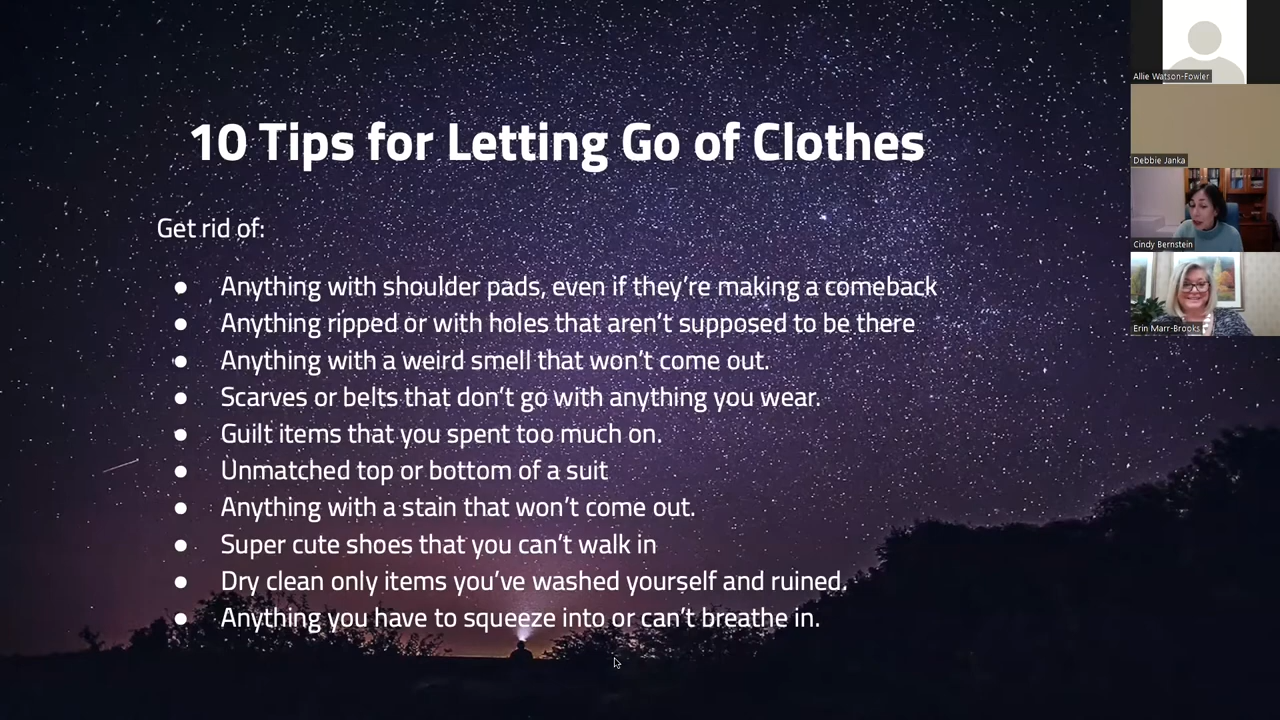 10 Tips for Letting Go of Clothes
Get rid of:
● Anything with shoulder pads, even if they're making a comeback
● Anything ripped or with holes that aren't supposed to be there
● Anything with a weird smell that won't come out.
● Scarves or belts that don't go with anything you wear.
● Guilt items that you spent too much on.
● Unmatched top or bottom of a suit
● Anything with a stain that won't come out.
● Super cute shoes that you can't walk in
● Dry clean only items you've washed yourself and ruined.
● Anything you have to squeeze into or can't breathe in.
Allie Watson-Fowler
Debbie Janka
Cindy Bernstein
Erin Marr-Brooks